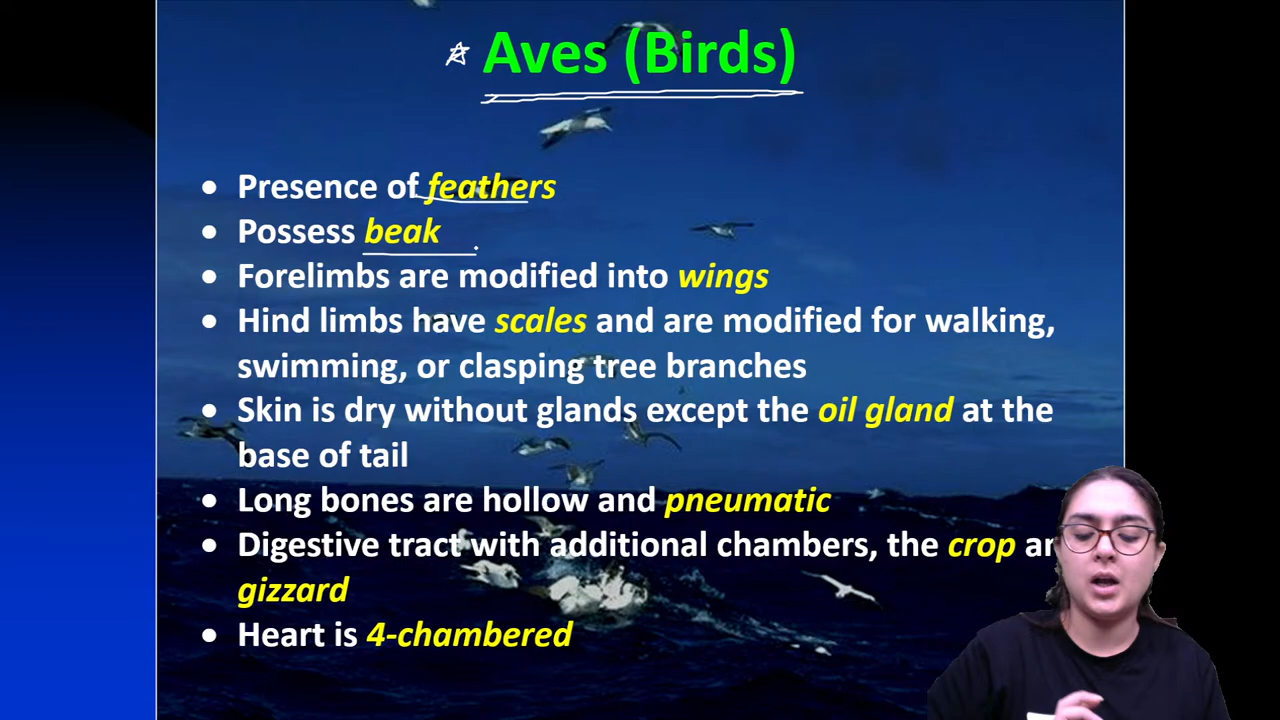 Aves (Birds)
• Presence of feathers
• Possess beak
• Forelimbs are modified into wings
• Hind limbs have scales and are modified for walking,
swimming, or clasping tree branches
• Skin is dry without glands except the oil gland at the
base of tail
• Long bones are hollow and pneumatic
• Digestive tract with additional chambers, the crop
gizzard
• Heart is 4-chambered